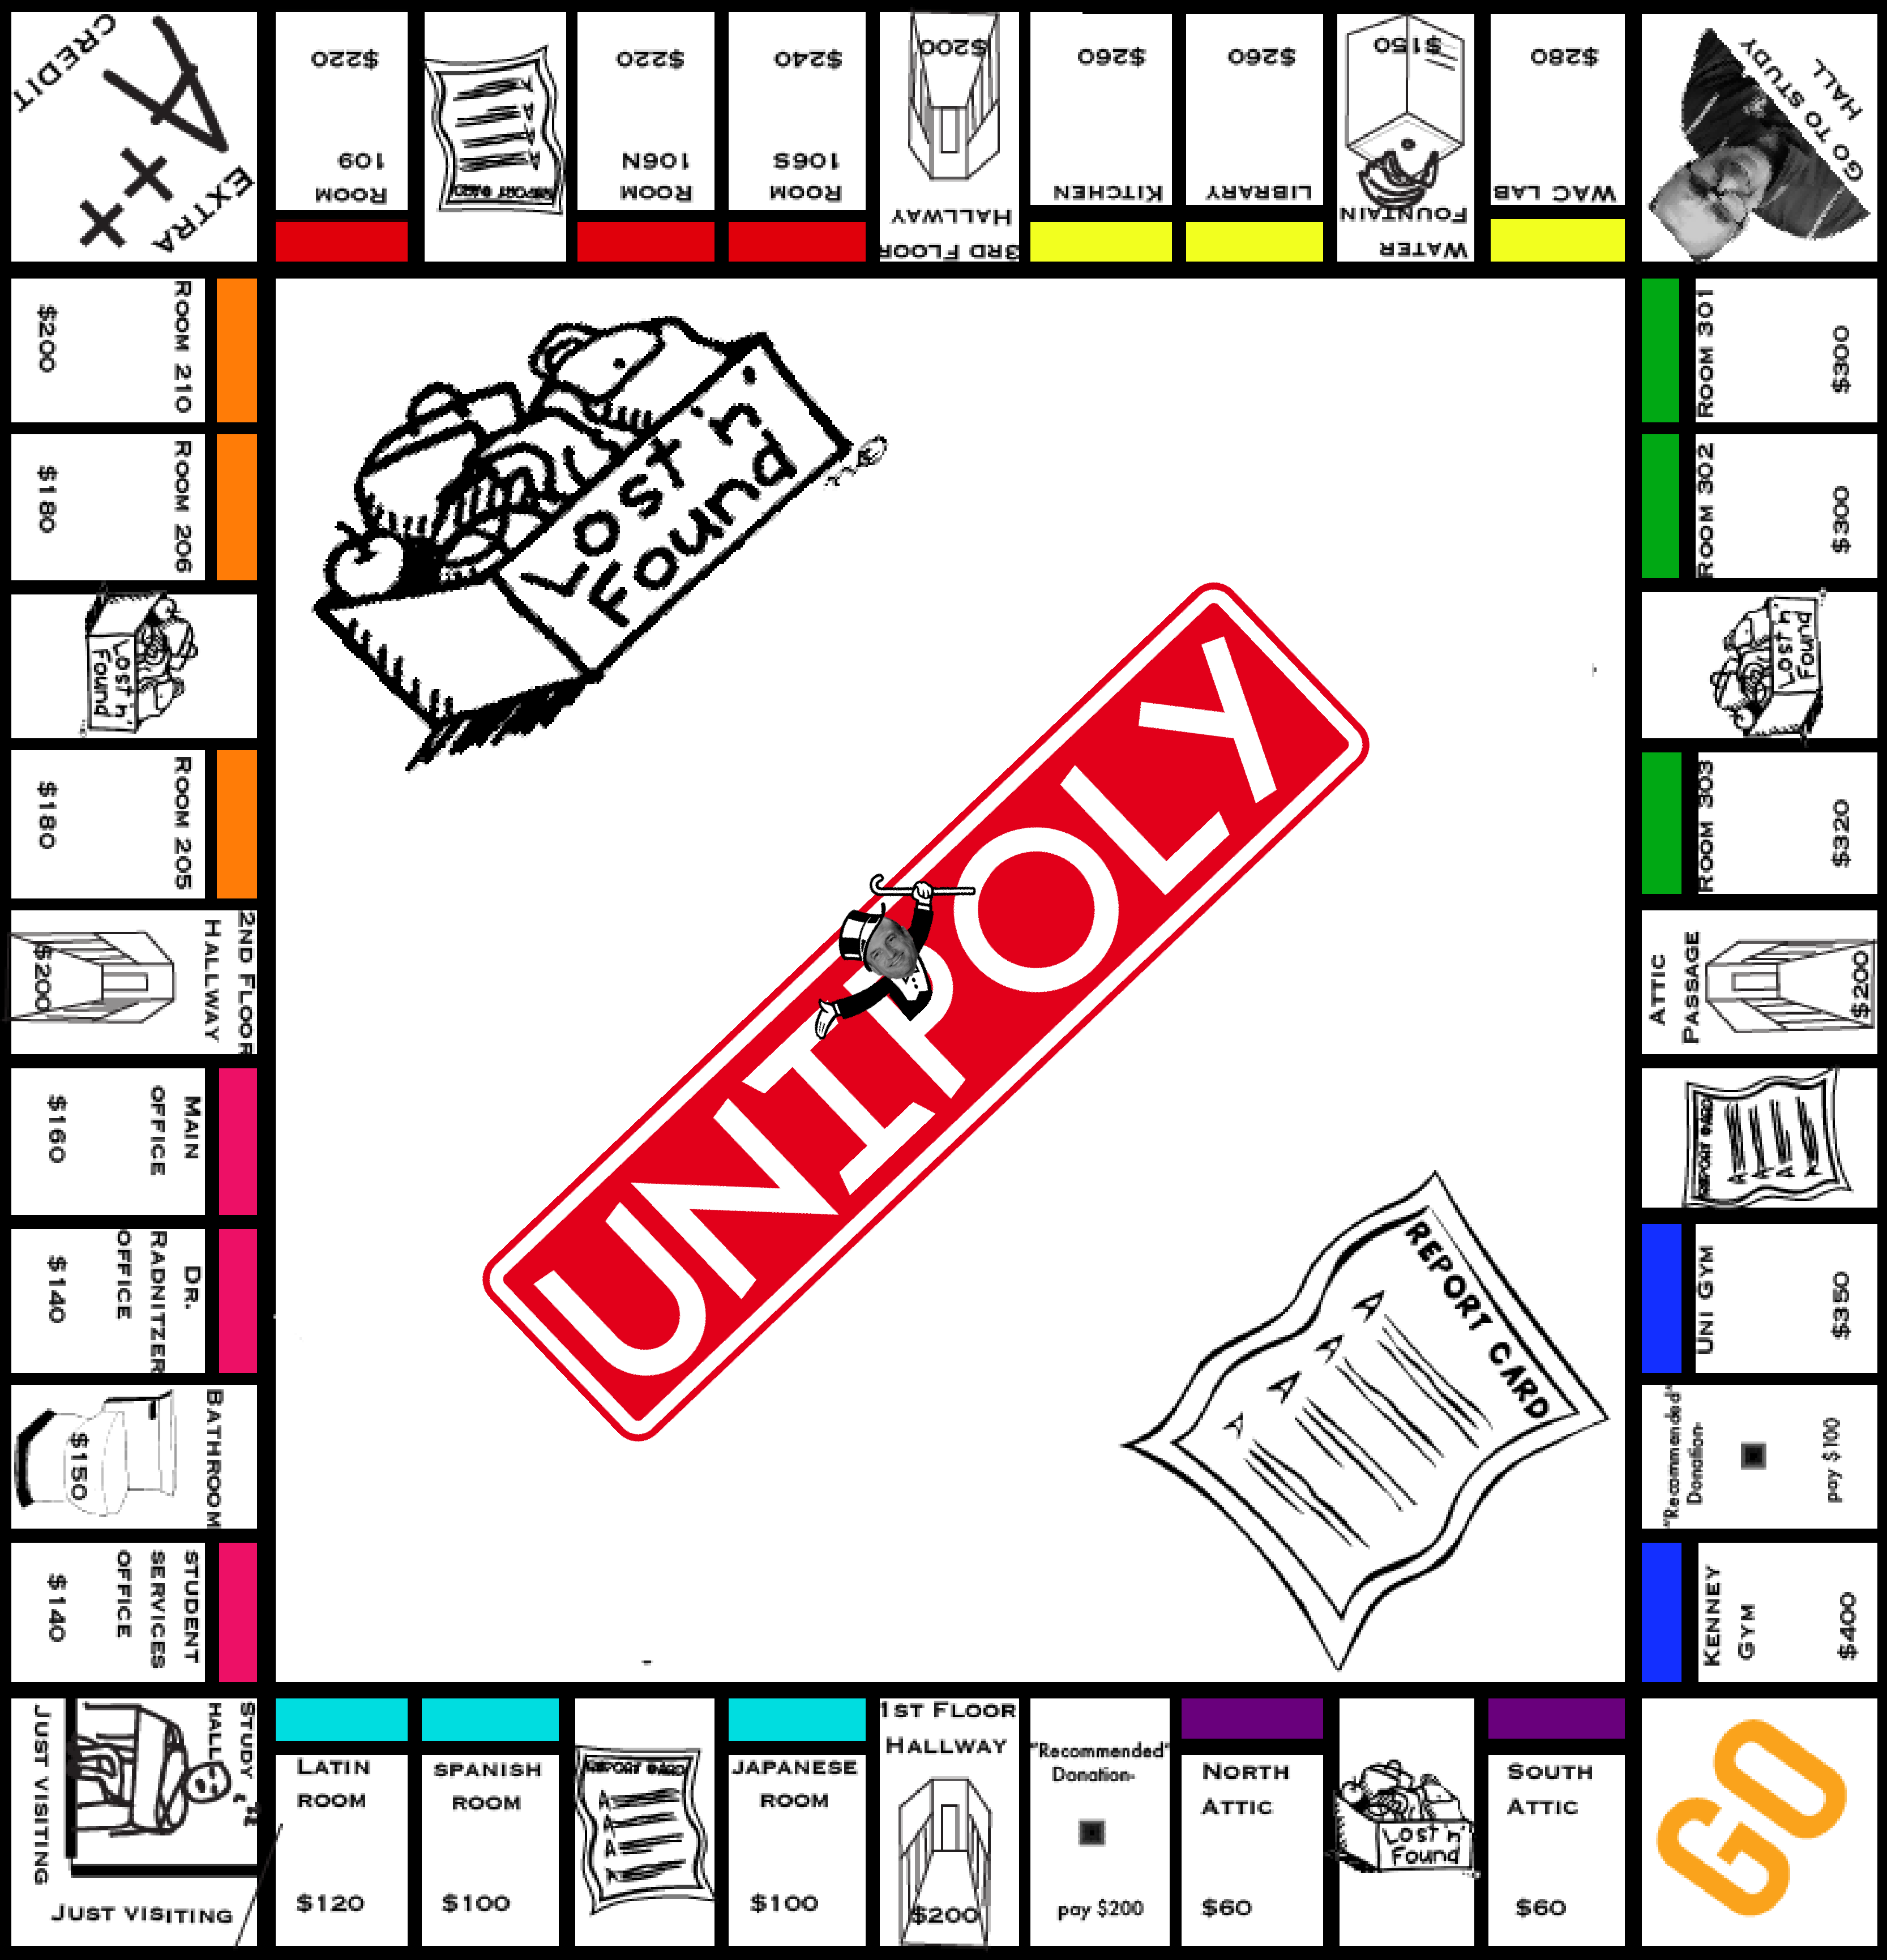 EXTRA
CREDIT
A++
$220
ROOM
109
REPORT CARD
A
A
A
A
$220
ROOM
106N
$240
ROOM
106S
3RD FLOOR
HALLWAY
$200
KITCHEN
$260
LIBRARY
$260
WATER
FOUNTAIN
$150
WAC LAB
$280
GO TO STUDY
HALL
ROOM 210
$200
ROOM 206
$180
LOST 'N'
FOUND
ROOM 205
$180
2ND FLOOR
HALLWAY
$200
MAIN
OFFICE
$160
DR.
RADNITZER
OFFICE
$140
BATHROOM
$150
STUDENT
SERVICES
OFFICE
$140
Lost 'n'
Found
UNIPOLY
REPORT CARD
A
A
A
A
ROOM 301
$300
ROOM 302
$300
Lost 'n'
Found
ROOM 303
$320
ATTIC
PASSAGE
$200
REPORT CARD
A
A
A
A
UNI GYM
$350
"Recommended"
Donation-
pay $100
KENNEY
GYM
$400
STUDY
HALL
JUST VISITING
JUST VISITING
LATIN
ROOM
$120
SPANISH
ROOM
$100
REPORT CARD
A
A
A
A
JAPANESE
ROOM
$100
1ST FLOOR
HALLWAY
$200
"Recommended"
Donation-
pay $200
NORTH
ATTIC
$60
Lost 'n'
Found
SOUTH
ATTIC
$60
GO